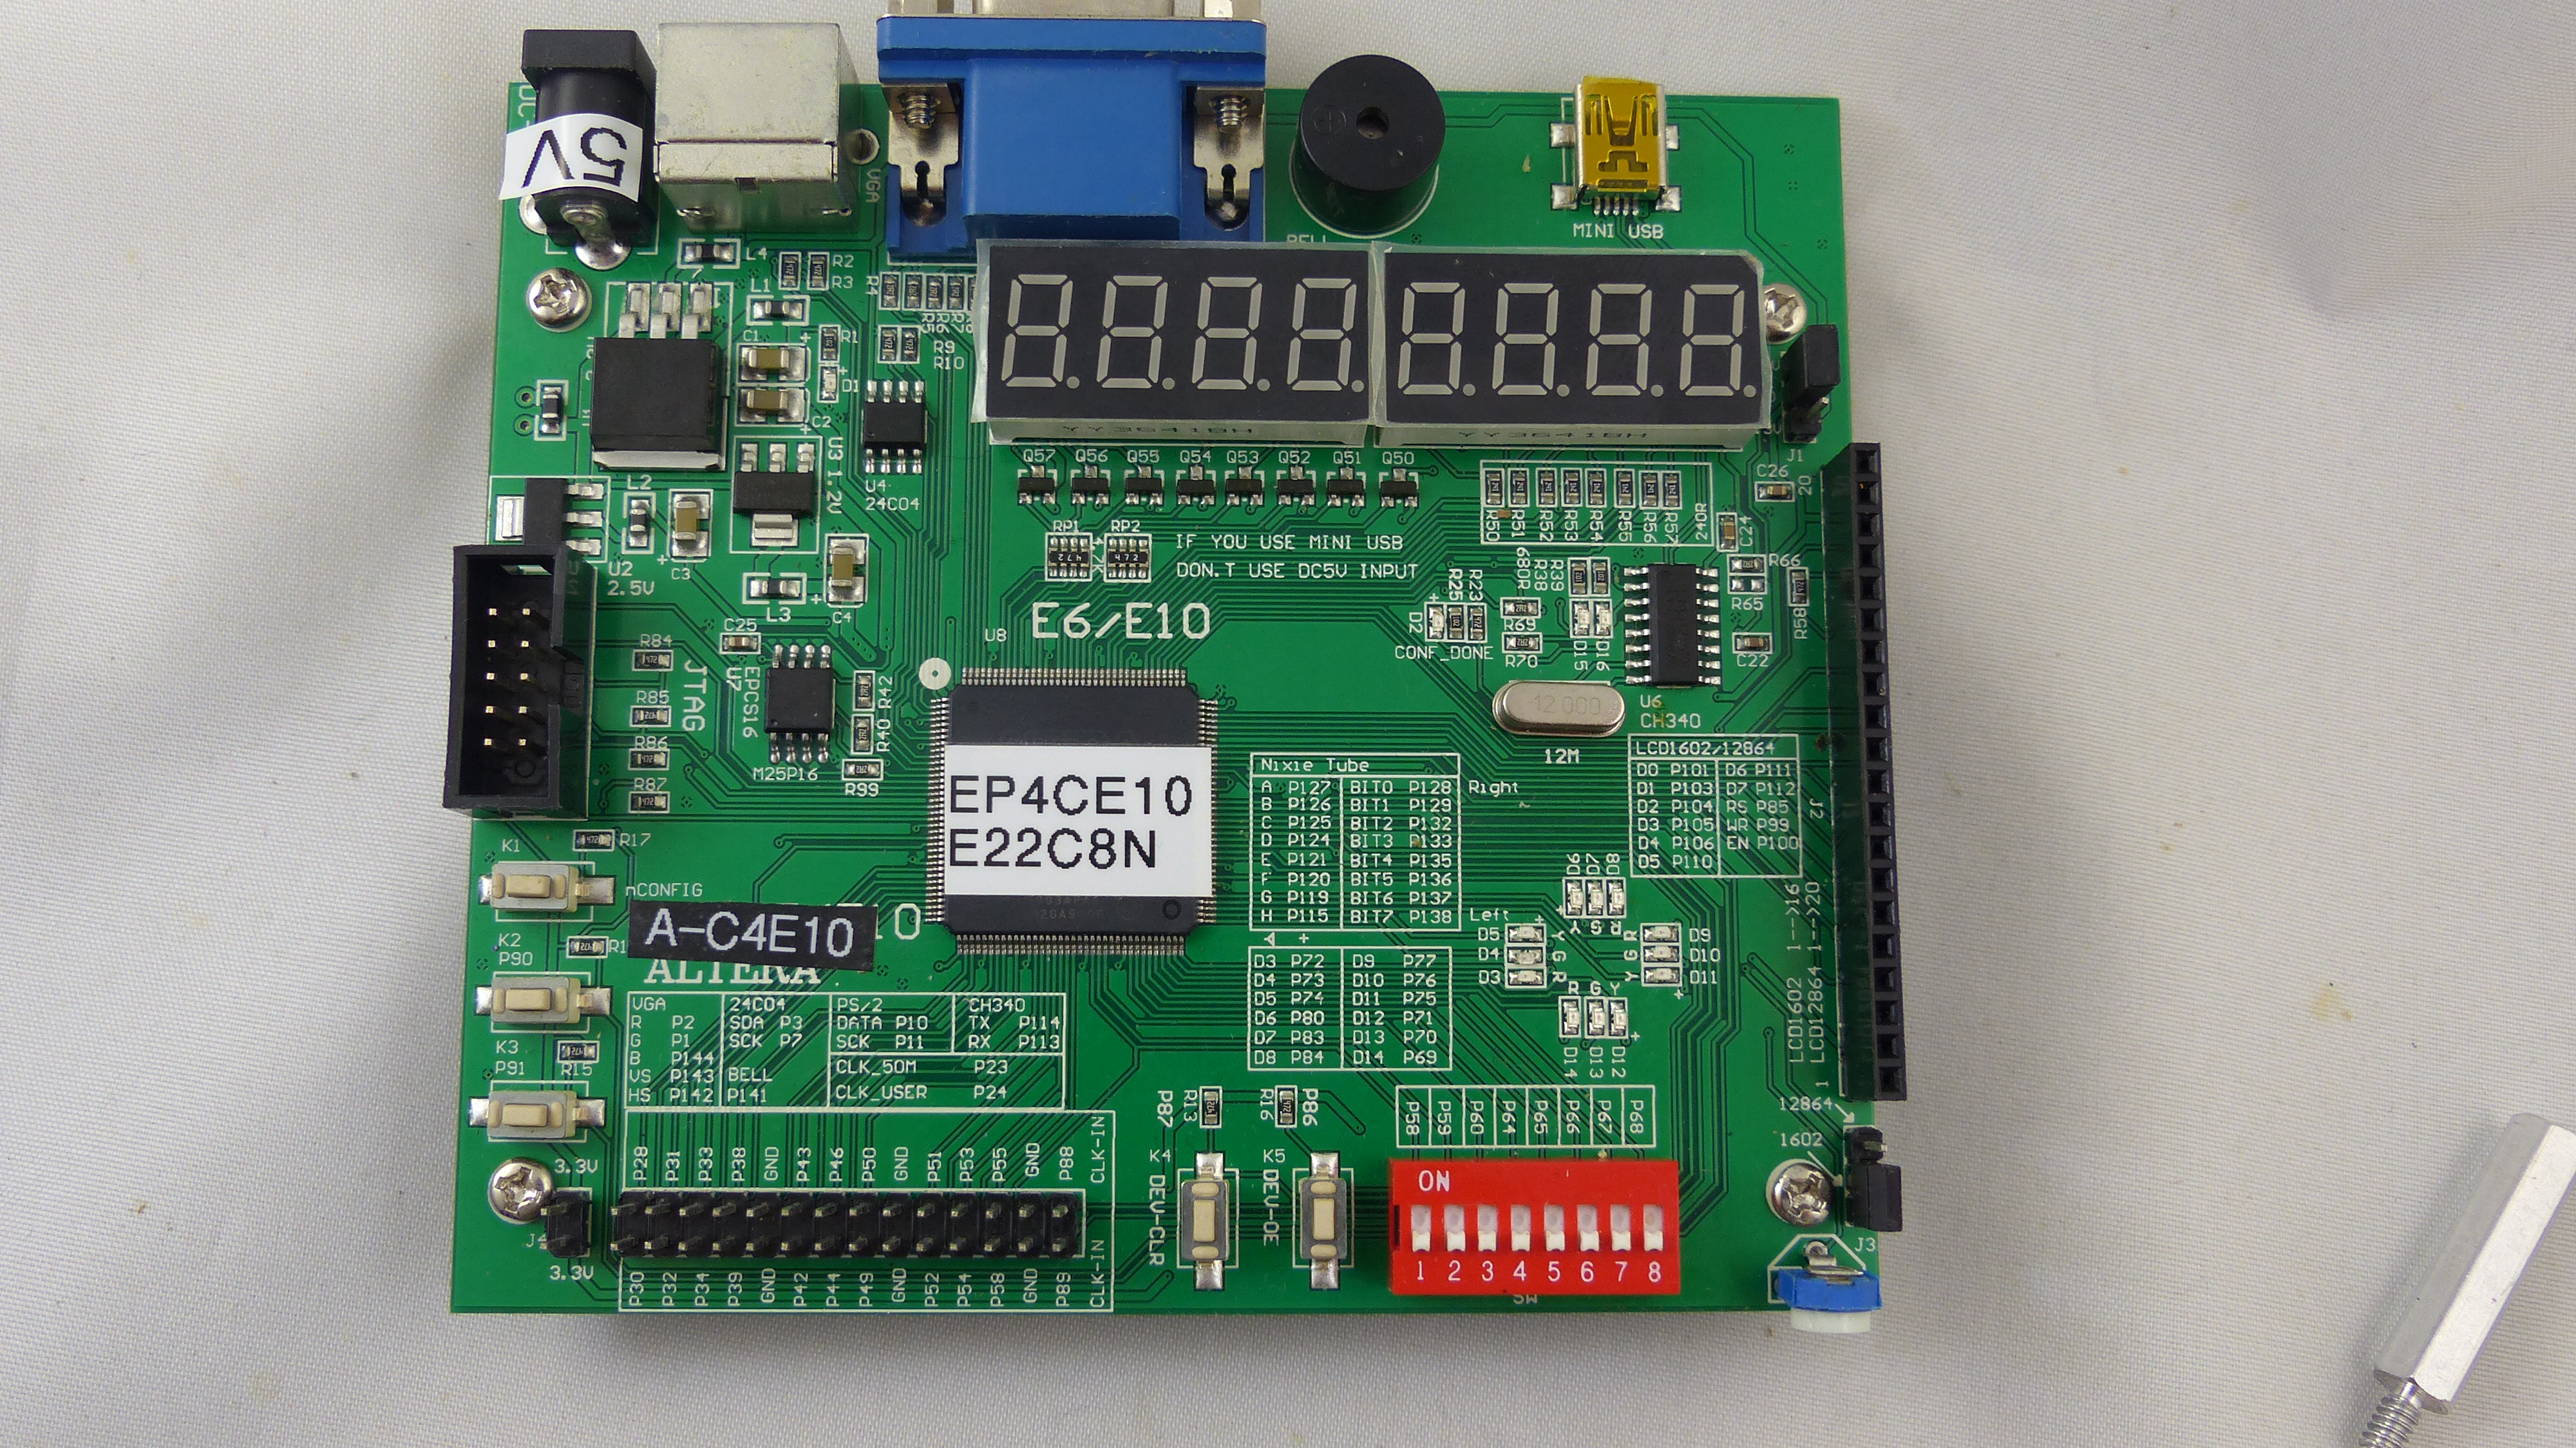 5V
VGA
MINI USB
L4
R2
R3
L1
R4
C1
R1
R9
R10
D1
C2
YY3641BH
YY3641BH
J1
U3 1.2V
U4
24C04
Q57 Q56 Q55 Q54 Q53 Q52 Q51 Q50
C26
20
L2
R50 R51 R52 R53 R54 R55 R56 R57
240R
C24
RP1 RP2
472
472
4.7K
IF YOU USE MINI USB
DON.T USE DC5V INPUT
C3
U2
2.5V
L3
C4
680R
R38
R39
R66
R65
R58
R25
R23
D2
R69
R70
CONF_DONE
D15
D16
C22
E6/E10
U8
C25
R84
R85
R86
R87
JTAG
U7
EPCS16
M25P16
R42
R40
R99
12.000
12M
U6
CH340
EP4CE10
E22C8N
LCD1602/12864
D0 P101 D6 P111
D1 P103 D7 P112
D2 P104 RS P85
D3 P105 WR P99
D4 P106 EN P100
D5 P110
J2
Nixie Tube
A P127 BIT0 P128 Right
B P126 BIT1 P129
C P125 BIT2 P132
D P124 BIT3 P133
E P121 BIT4 P135
F P120 BIT5 P136
G P119 BIT6 P137
H P115 BIT7 P138 Left
K1
R17
nCONFIG
A-C4E10
ALTERA
K2
P90
K3
P91
R15
D6 D7 D8
Y G R
D5 Y
D4 G
D3 R
R D9
G D10
Y D11
R G Y
D14 D13 D12
LCD1602 1-->16
LCD12864 1-->20
1
D3 P72 D9 P77
D4 P73 D10 P76
D5 P74 D11 P75
D6 P80 D12 P71
D7 P83 D13 P70
D8 P84 D14 P69
VGA
R P2
G P1
B P144
VS P143
HS P142
24C04
SDA P3
SCK P7
BELL
P141
PS/2
DATA P10
SCK P11
CH340
TX P114
RX P113
CLK_50M P23
CLK_USER P24
P87
R13
R16
P86
P58 P59 P60 P64 P65 P66 P67 P68
12864
1602
J3
3.3V
J4
3.3V
P28 P31 P33 P38 GND P43 P46 P50 GND P51 P53 P55 GND P88 CLK-IN
P30 P32 P34 P39 GND P42 P44 P49 GND P52 P54 P58 GND P89 CLK-IN
K4
DEV-CLR
K5
DEV-OE
ON
1 2 3 4 5 6 7 8
SW